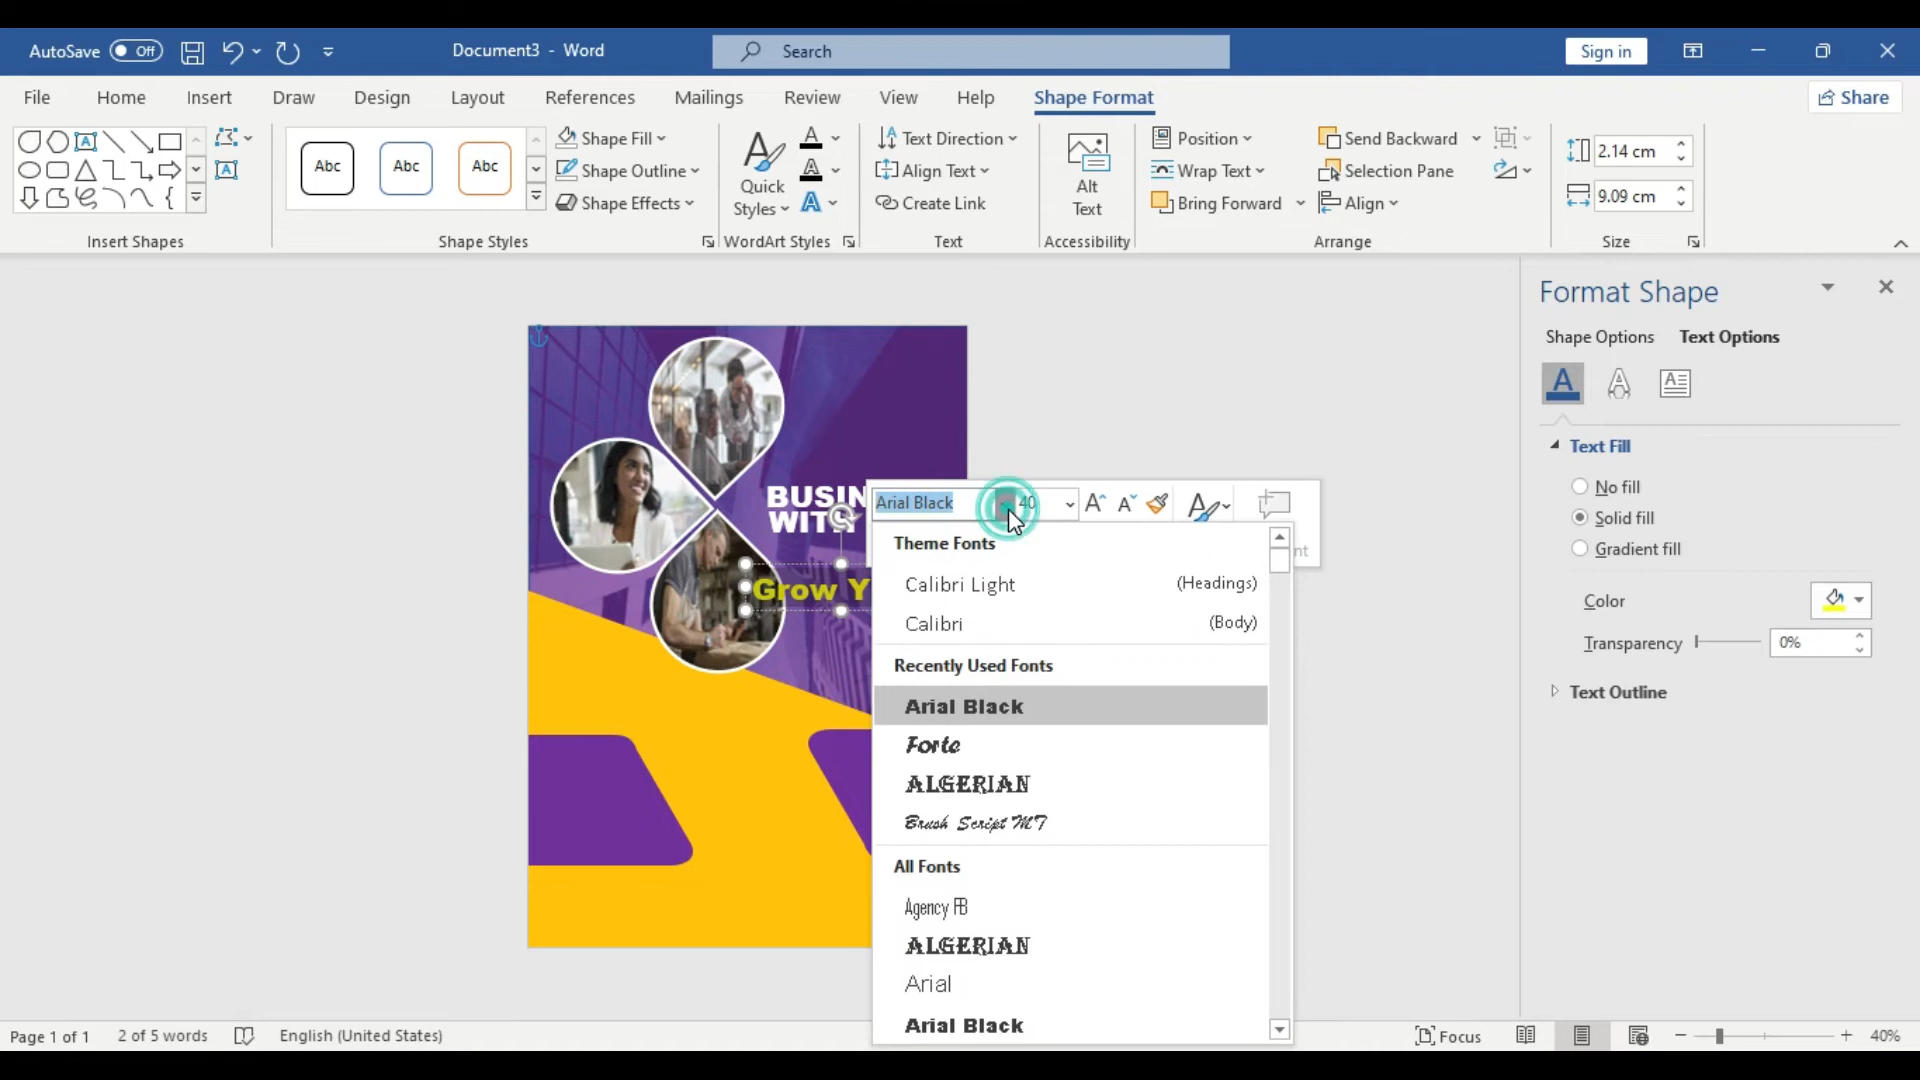 AutoSave Off Document3 - Word Search Sign in
File Home Insert Draw Design Layout References Mailings Review View Help Shape Format Share
Abc Abc Abc
Shape Fill
Shape Outline
Shape Effects
Quick
Styles
Text Direction
Align Text
Create Link
Alt
Text
Position
Wrap Text
Bring Forward
Send Backward
Selection Pane
Align
2.14 cm
9.09 cm
Insert Shapes Shape Styles WordArt Styles Text Accessibility Arrange Size
Format Shape
Shape Options Text Options
Text Fill
No fill
Solid fill
Gradient fill
Color
Transparency 0%
Text Outline
BUSIN
WITH
Grow Y
Arial Black 40
Theme Fonts
Calibri Light (Headings)
Calibri (Body)
Recently Used Fonts
Arial Black
Forte
ALGERIAN
Brush Script MT
All Fonts
Agency FB
ALGERIAN
Arial
Arial Black
Page 1 of 1 2 of 5 words English (United States) Focus 40%